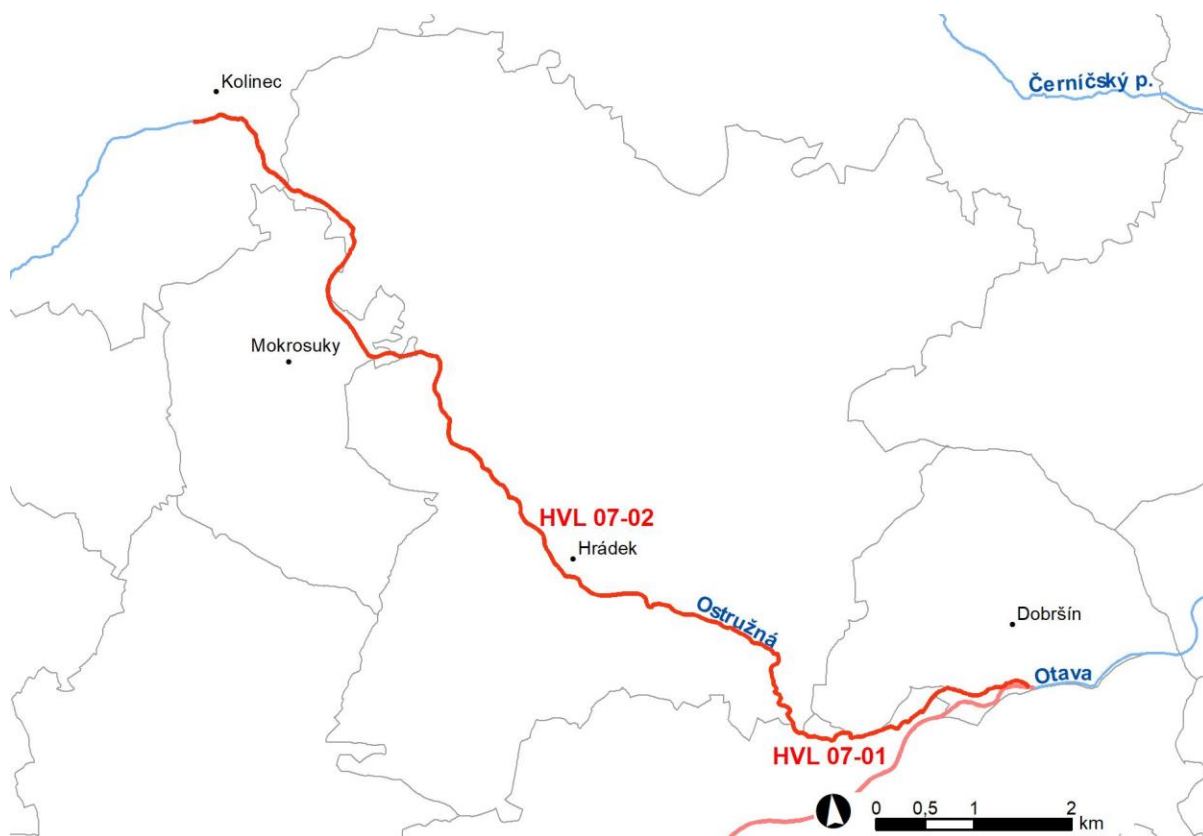 Kolinec
Černíčský p.
Mokrosuky
HVL 07-02
Hrádek
Ostružná
Dobršín
Otava
HVL 07-01
0 0,5 1 2
km